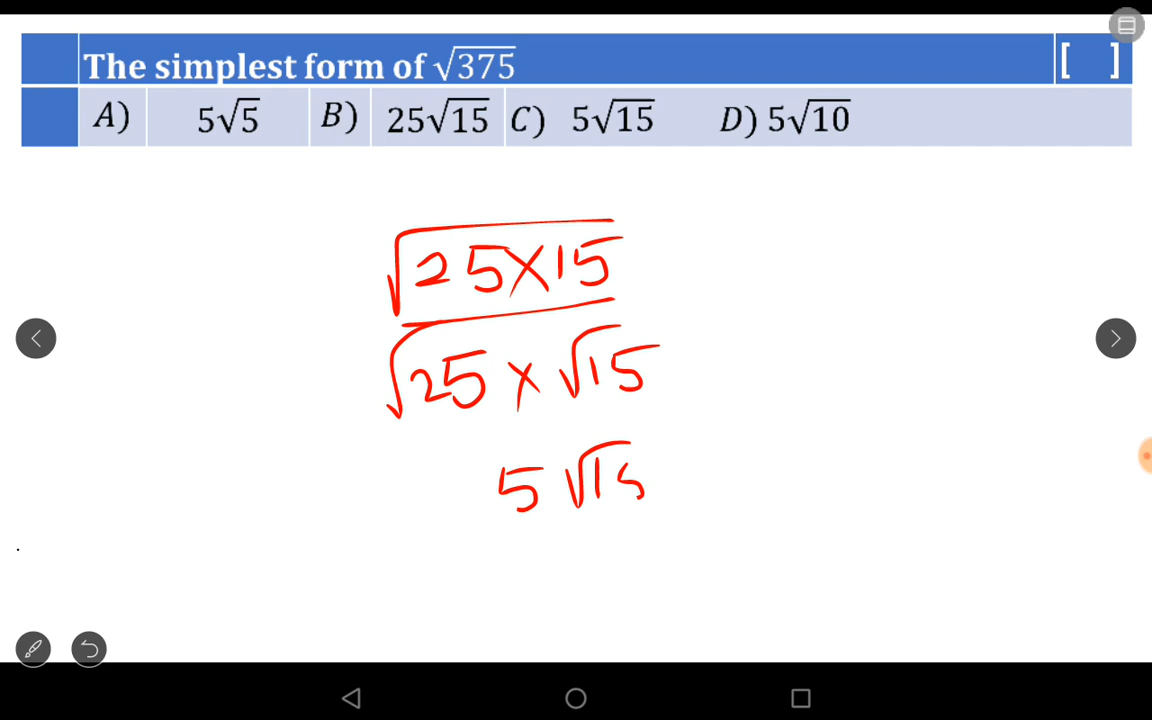 The simplest form of √375 [ ]
A) 5√5 B) 25√15 C) 5√15 D) 5√10
√25×15
√25 × √15
5 √15